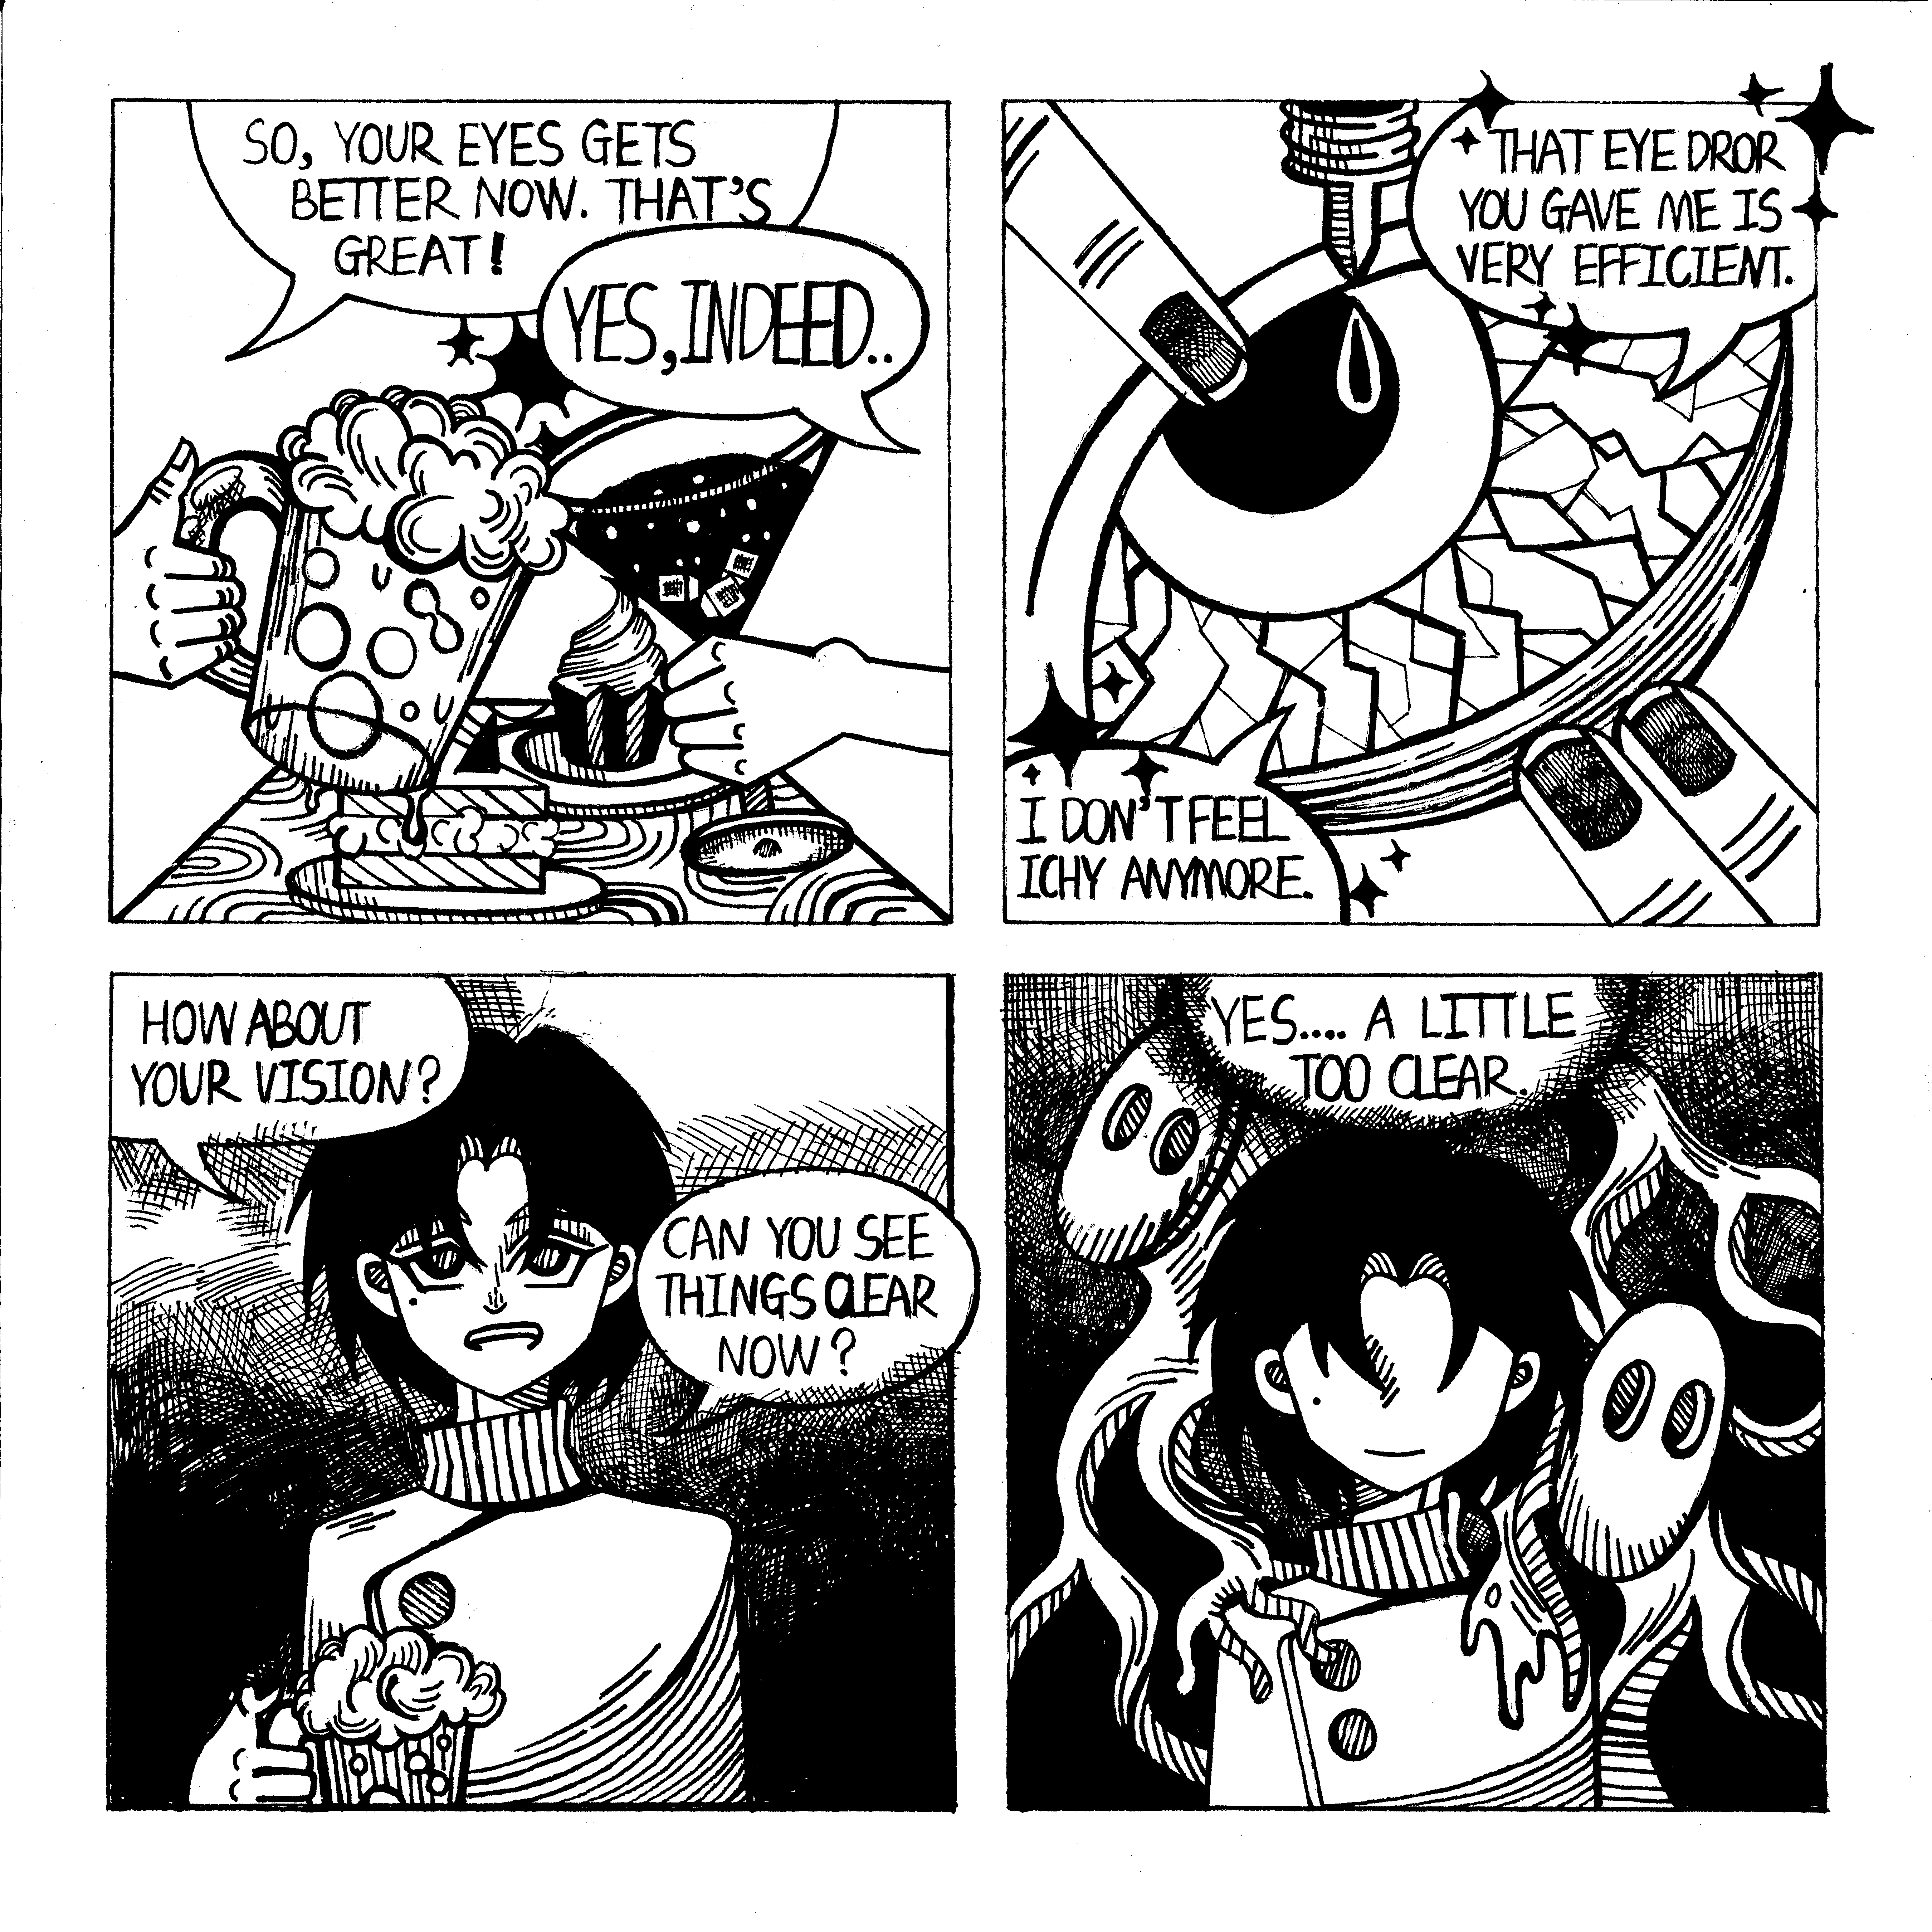 SO, YOUR EYES GETS
BETTER NOW. THAT'S
GREAT!
YES, INDEED..
THAT EYE DROR
YOU GAVE ME IS
VERY EFFICIENT.
I DON'T FEEL
ICHY ANYMORE.
HOW ABOUT
YOUR VISION?
CAN YOU SEE
THINGS CLEAR
NOW?
YES.... A LITTLE
TOO CLEAR.